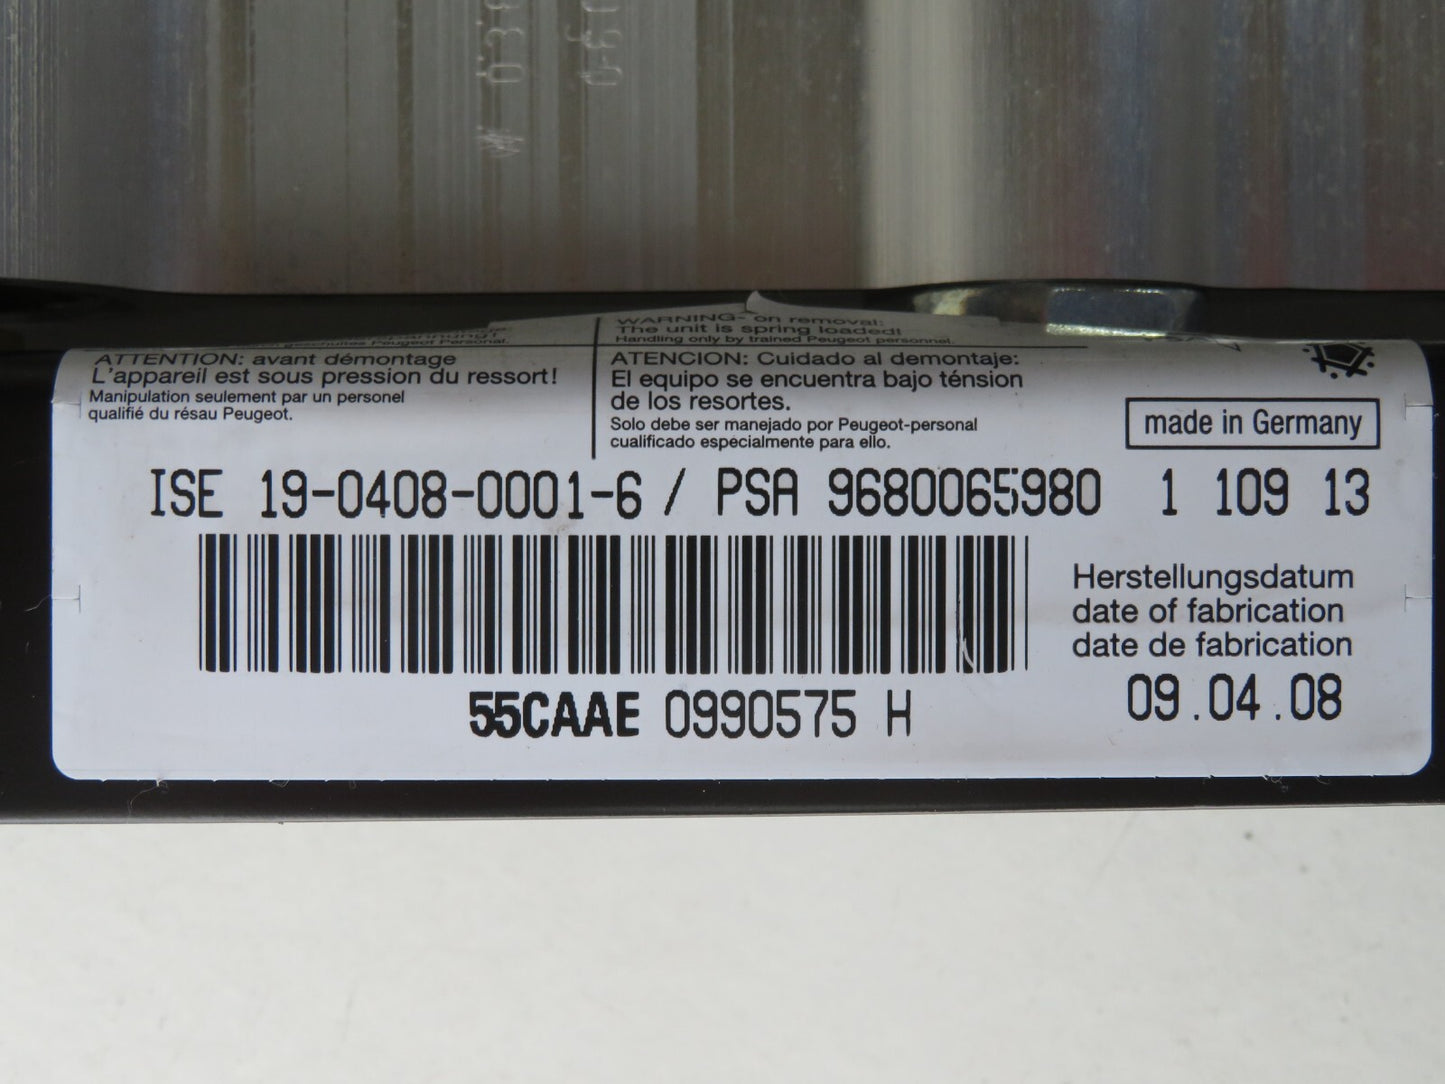 geschultes Peugeot Personal.
ATTENTION: avant démontage
L'appareil est sous pression du ressort!
Manipulation seulement par un personel
qualifié du résau Peugeot.
WARNING- on removal:
The unit is spring loaded!
Handling only by trained Peugeot personnel.
ATENCION: Cuidado al demontaje:
El equipo se encuentra bajo ténsion
de los resortes.
Solo debe ser manejado por Peugeot-personal
cualificado especialmente para ello.
made in Germany
ISE 19-0408-0001-6 / PSA 9680065980 1 109 13
Herstellungsdatum
date of fabrication
date de fabrication
09.04.08
55CAAE 0990575 H